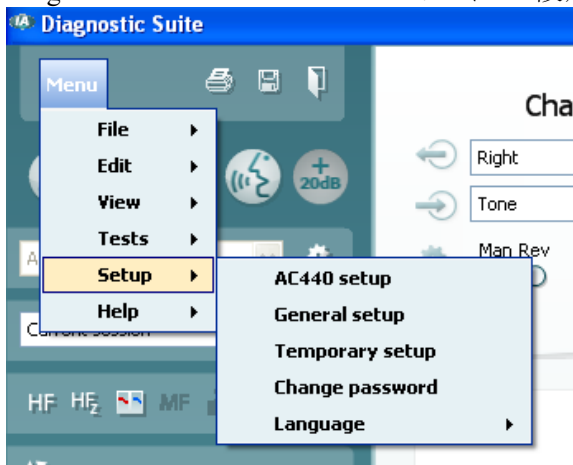 Diagnostic Suite
Menu
Cha
File
Edit
+
20dB
Right
View
Tone
Tests
Man Rev
Setup
AC440 setup
Help
General setup
Temporary setup
Change password
HF HFz MF
Language